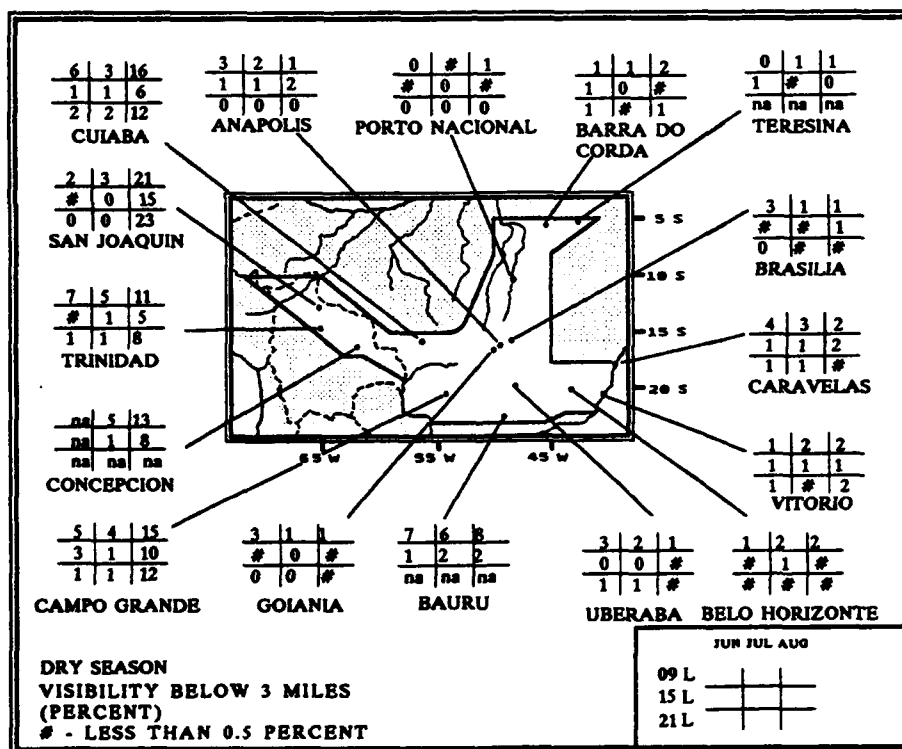 6 3 16
1 1 6
2 2 12
CUIABA
3 2 1
1 1 2
0 0 0
ANAPOLIS
0 # 1
# 0 #
0 0 0
PORTO NACIONAL
1 1 2
1 0 #
1 # 1
BARRA DO
CORDA
0 1 1
1 # 0
na na na
TERESINA
2 3 21
# 0 15
0 0 23
SAN JOAQUIN
3 1 1
# # 1
0 # #
BRASILIA
7 5 11
# 1 5
1 1 8
TRINIDAD
4 3 2
1 1 2
1 1 #
CARAVELAS
na 5 13
na 1 8
na na na
CONCEPCION
1 2 2
1 1 1
1 # 2
VITORIO
5 S
10 S
15 S
20 S
65 W
55 W
45 W
5 4 15
3 1 10
1 1 12
CAMPO GRANDE
3 1 1
# 0 #
0 0 #
GOIANIA
7 6 8
1 2 2
na na na
BAURU
3 2 1
0 0 #
1 1 #
UBERABA
1 2 2
# 1 #
# # #
BELO HORIZONTE
DRY SEASON
VISIBILITY BELOW 3 MILES
(PERCENT)
# - LESS THAN 0.5 PERCENT
JUN JUL AUG
09 L
15 L
21 L